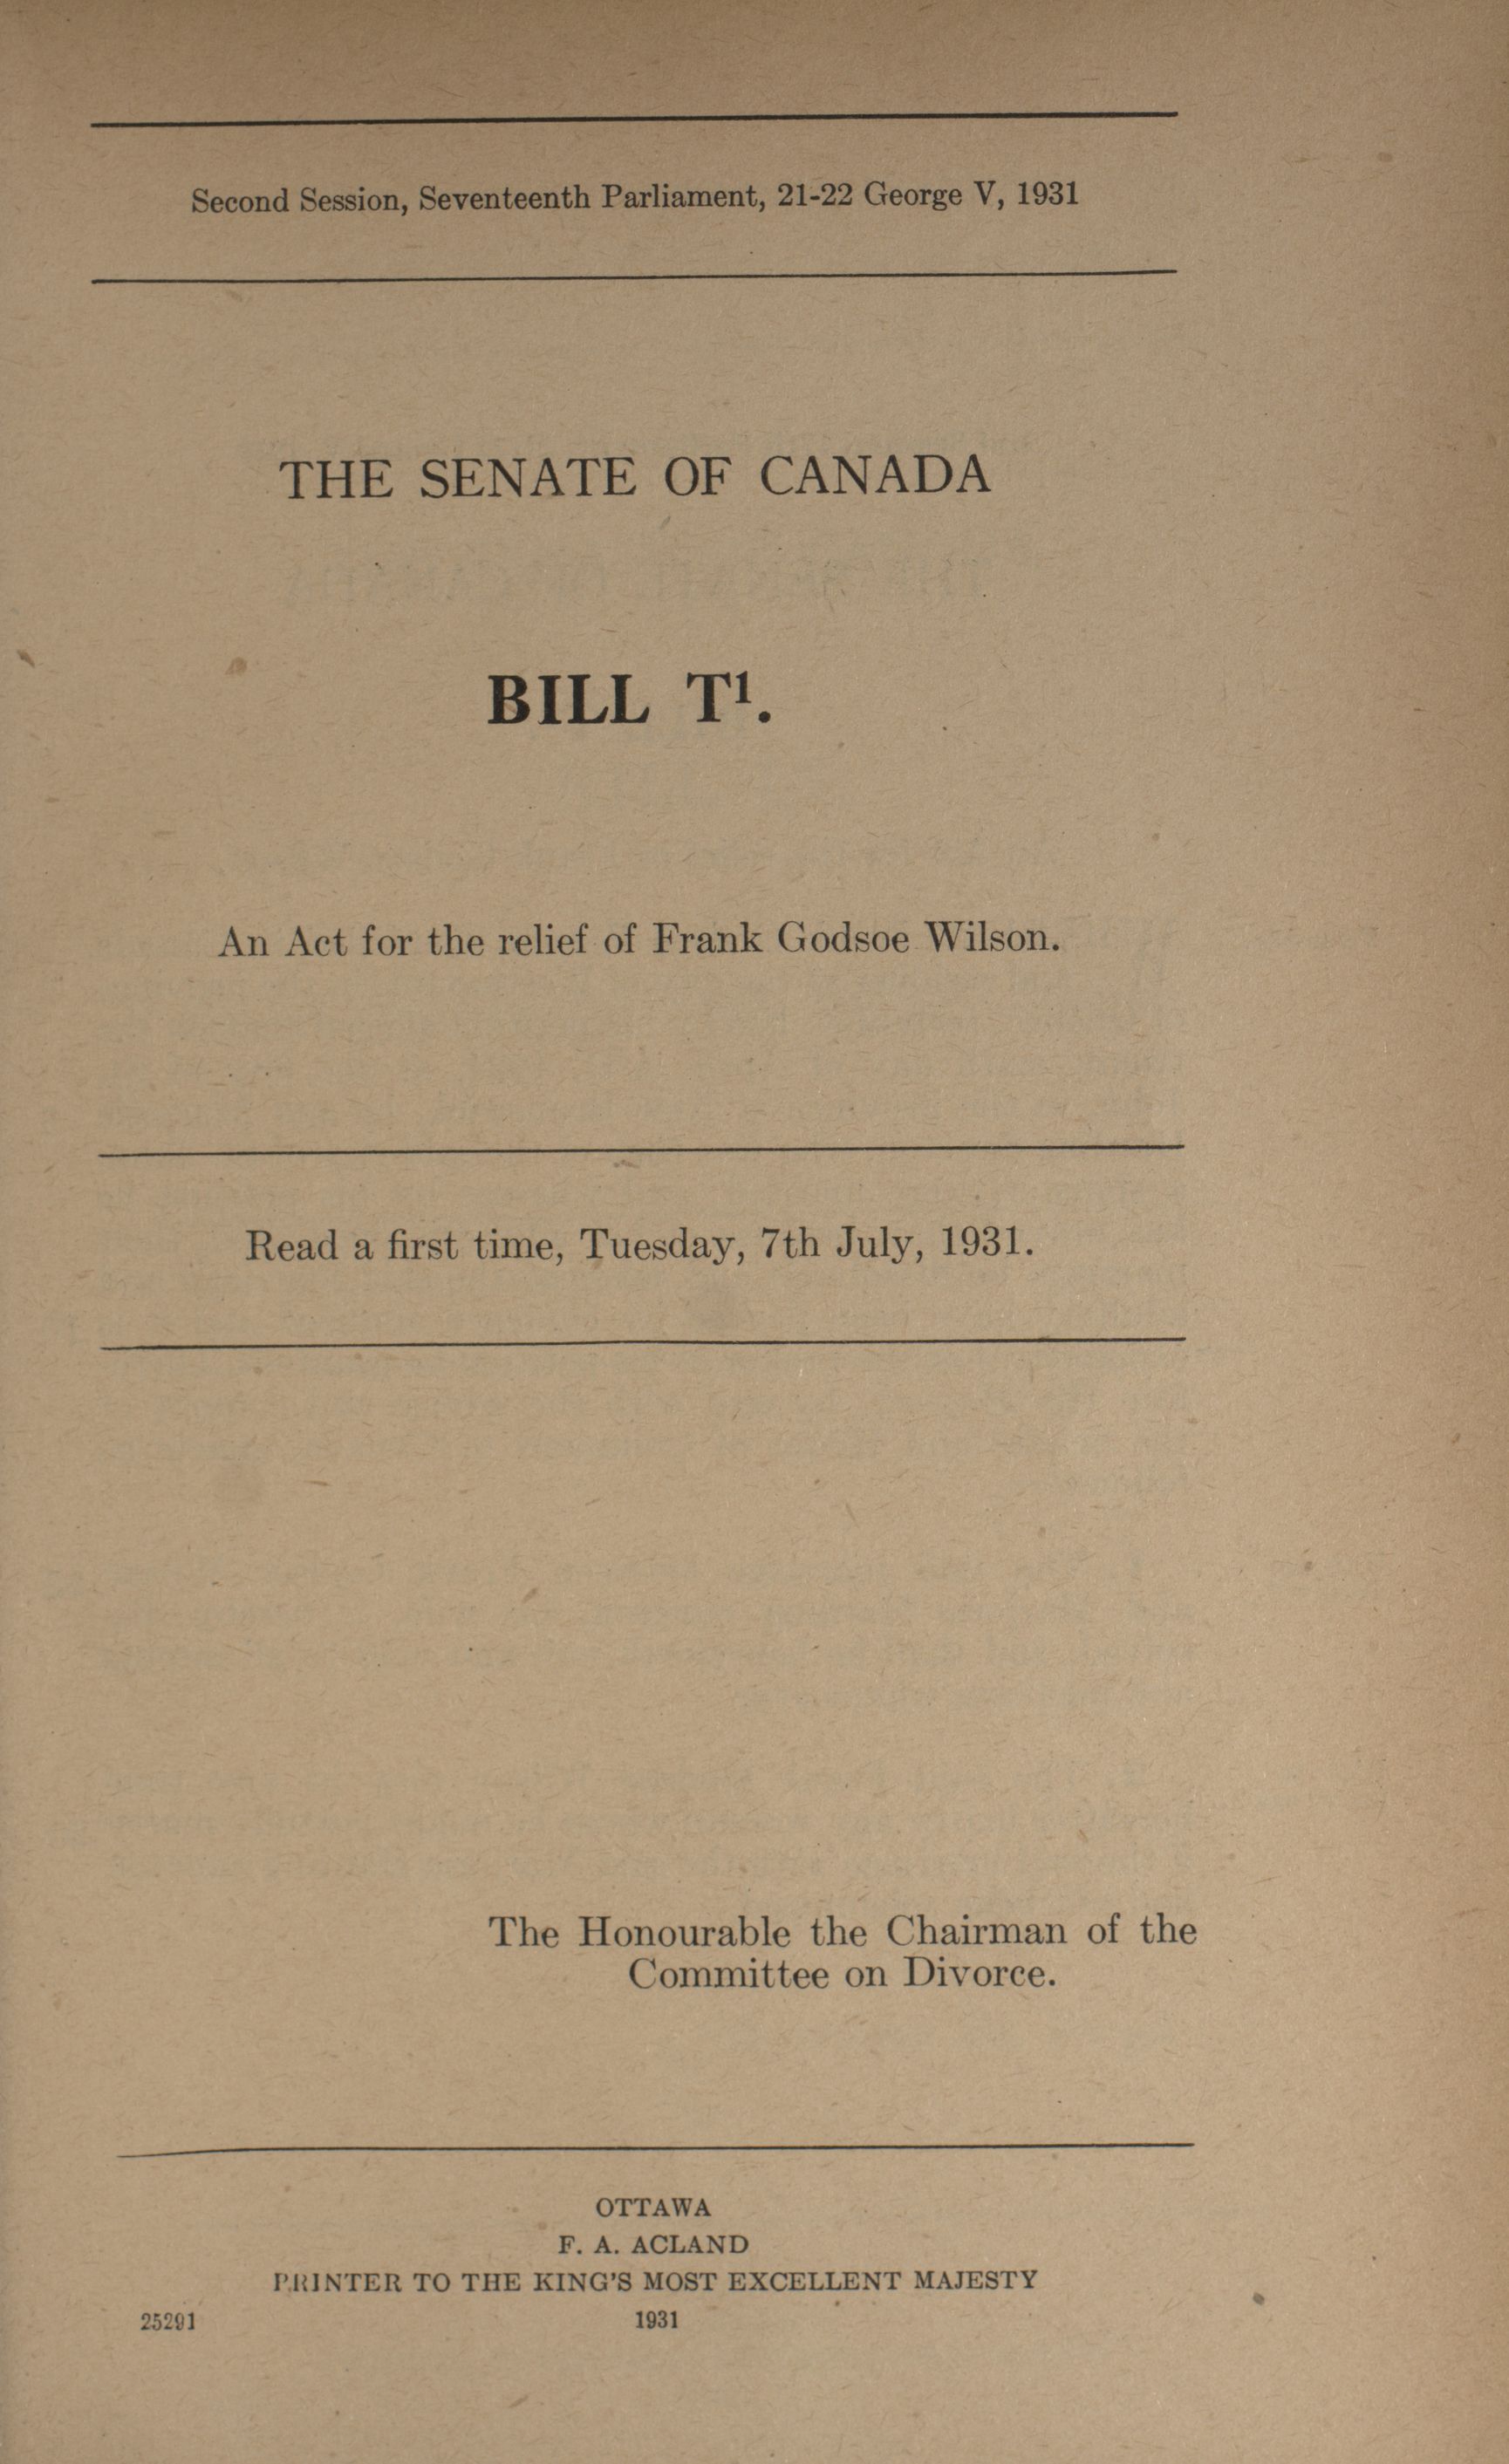 Second Session, Seventeenth Parliament, 21-22 George V, 1931
THE SENATE OF CANADA
BILL T¹.
An Act for the relief of Frank Godsoe Wilson.
Read a first time, Tuesday, 7th July, 1931.
The Honourable the Chairman of the
Committee on Divorce.
OTTAWA
F. A. ACLAND
PRINTER TO THE KING'S MOST EXCELLENT MAJESTY
25291 1931